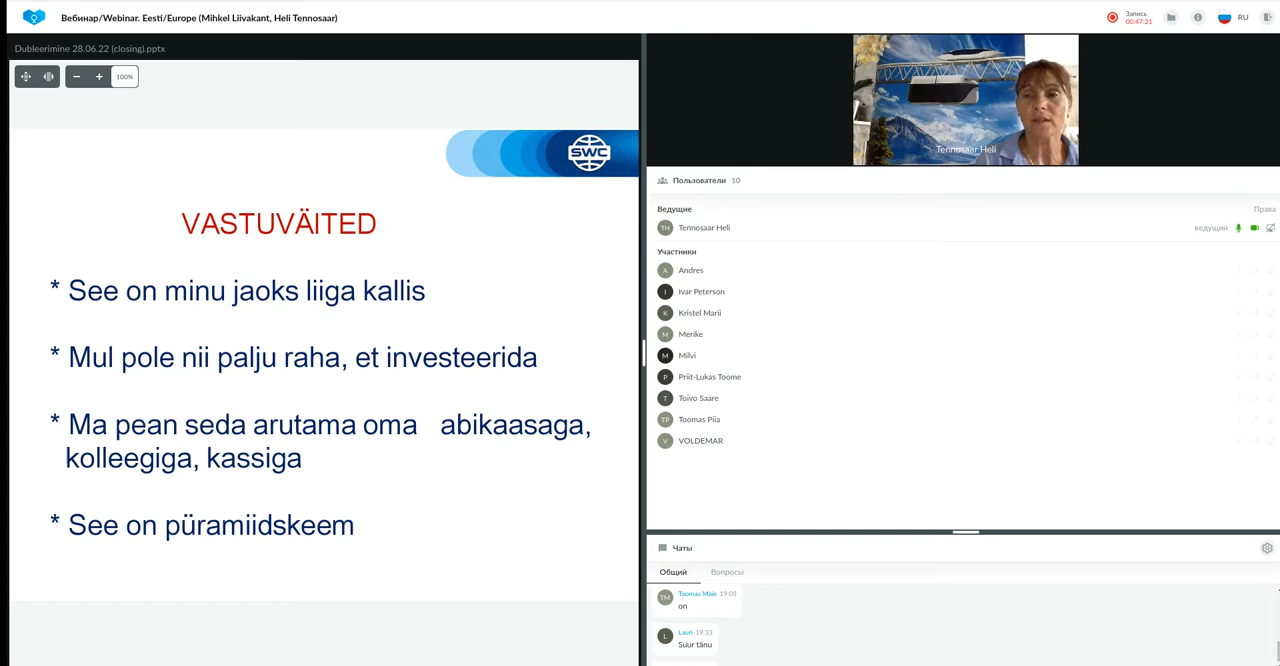 Вебинар/Webinar. Eesti/Europe (Mihkel Liivakant, Heli Tennosaar)
Запись
00:47:21
RU
Dubleerimine 28.06.22 (closing).pptx
100%
SWC
VASTUVÄITED
* See on minu jaoks liiga kallis
* Mul pole nii palju raha, et investeerida
* Ma pean seda arutama oma abikaasaga,
kolleegiga, kassiga
* See on püramiidskeem
Tennosaar Heli
Пользователи 10
Ведущие Права
TH Tennosaar Heli ведущий
Участники
A Andres
I Ivar Peterson
K Kristel Marii
M Merike
M Milvi
P Priit-Lukas Toome
T Toivo Saare
TP Toomas Piia
V VOLDEMAR
Чаты
Общий Вопросы
TM Toomas Maie 19:05
on
L Lauri 19:33
Suur tänu